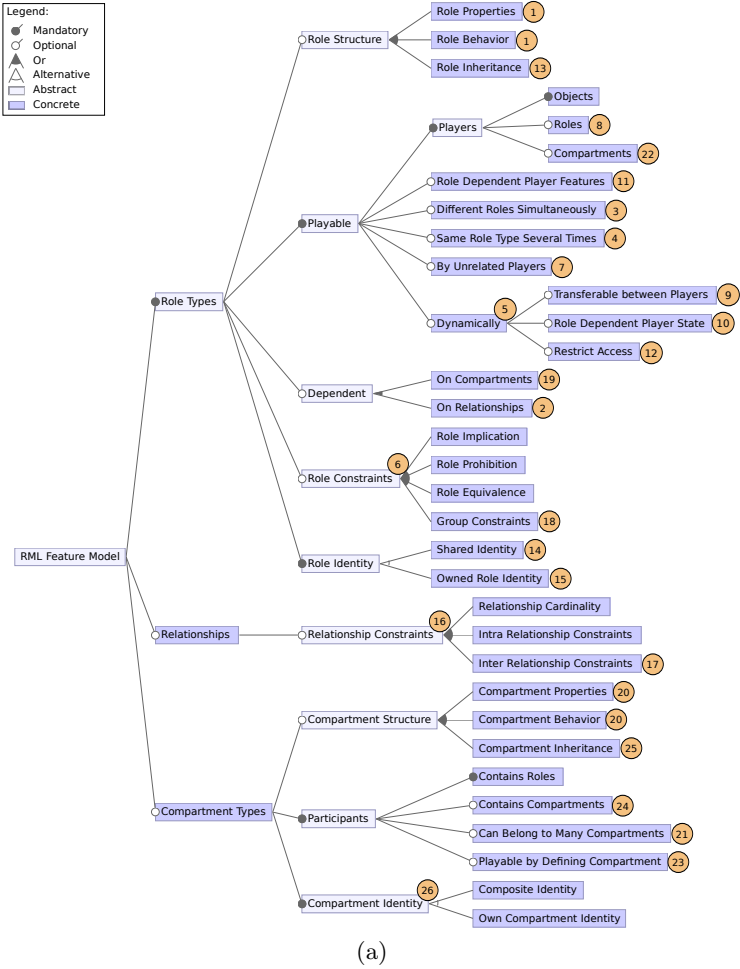 Legend:
Mandatory
Optional
Or
Alternative
Abstract
Concrete
Role Properties 1
Role Structure
Role Behavior 1
Role Inheritance 13
Objects
Players
Roles 8
Compartments 22
Role Dependent Player Features 11
Different Roles Simultaneously 3
Playable
Same Role Type Several Times 4
By Unrelated Players 7
Transferable between Players 9
Role Types
5
Dynamically
Role Dependent Player State 10
Restrict Access 12
On Compartments 19
Dependent
On Relationships 2
Role Implication
6
Role Prohibition
Role Constraints
Role Equivalence
Group Constraints 18
Shared Identity 14
RML Feature Model
Role Identity
Owned Role Identity 15
Relationship Cardinality
16
Relationships
Relationship Constraints
Intra Relationship Constraints
Inter Relationship Constraints 17
Compartment Properties 20
Compartment Structure
Compartment Behavior 20
Compartment Inheritance 25
Contains Roles
Contains Compartments 24
Compartment Types
Participants
Can Belong to Many Compartments 21
Playable by Defining Compartment 23
26
Composite Identity
Compartment Identity
Own Compartment Identity
(a)